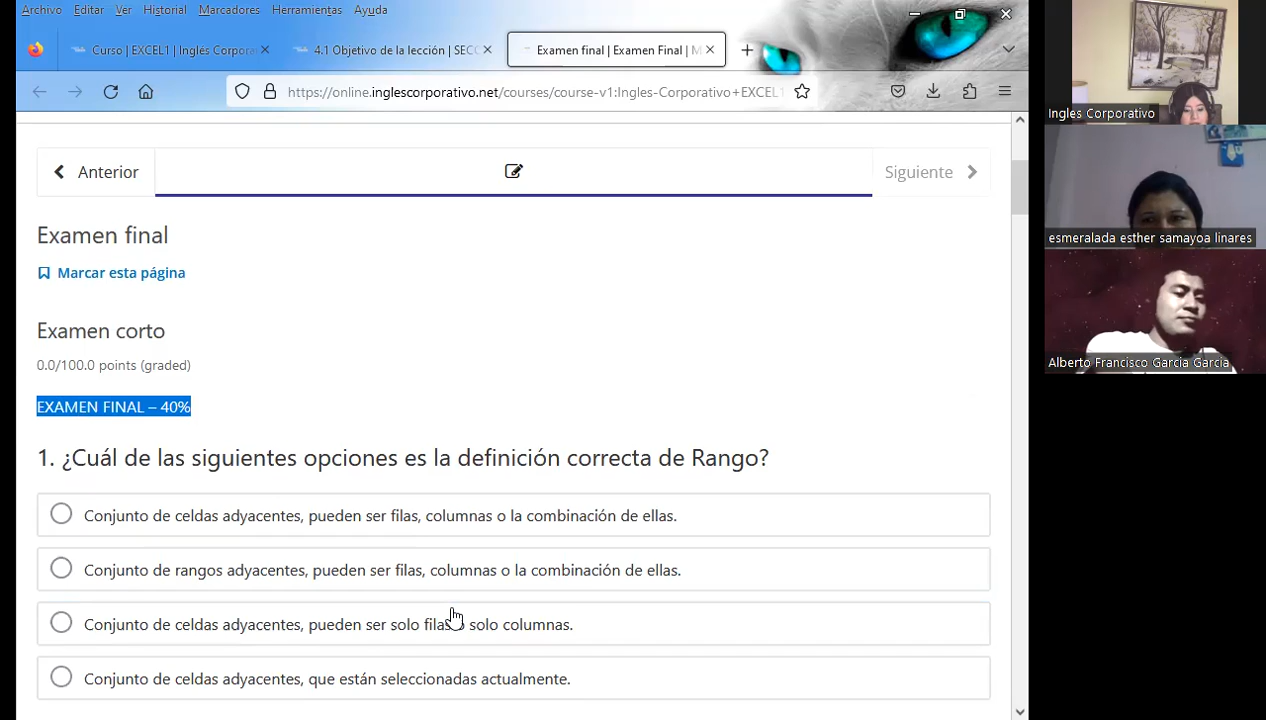 Archivo Editar Ver Historial Marcadores Herramientas Ayuda
Curso | EXCEL1 | Inglés Corpora
4.1 Objetivo de la lección | SECC
Examen final | Examen Final | M
https://online.inglescorporativo.net/courses/course-v1:Ingles-Corporativo+EXCEL1
Anterior
Siguiente
Examen final
Marcar esta página
Examen corto
0.0/100.0 points (graded)
EXAMEN FINAL – 40%
1. ¿Cuál de las siguientes opciones es la definición correcta de Rango?
Conjunto de celdas adyacentes, pueden ser filas, columnas o la combinación de ellas.
Conjunto de rangos adyacentes, pueden ser filas, columnas o la combinación de ellas.
Conjunto de celdas adyacentes, pueden ser solo filas o solo columnas.
Conjunto de celdas adyacentes, que están seleccionadas actualmente.
Ingles Corporativo
esmeralada esther samayoa linares
Alberto Francisco Garcia Garcia